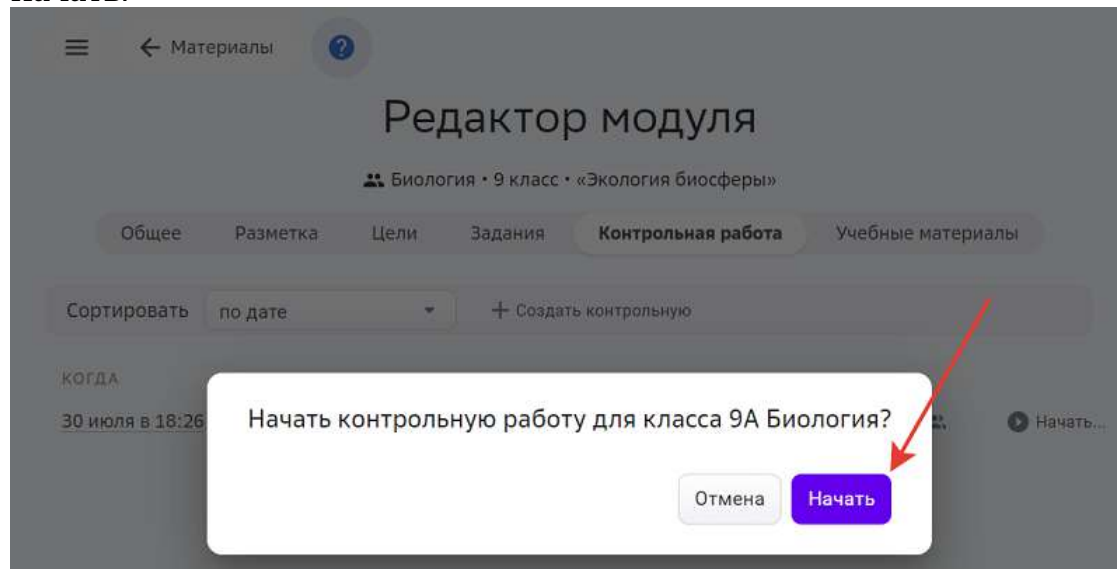 ← Материалы ?
Редактор модуля
Биология • 9 класс • «Экология биосферы»
Общее Разметка Цели Задания Контрольная работа Учебные материалы
Сортировать по дате + Создать контрольную
КОГДА
30 июля в 18:26 Начать...
Начать контрольную работу для класса 9А Биология?
Отмена Начать